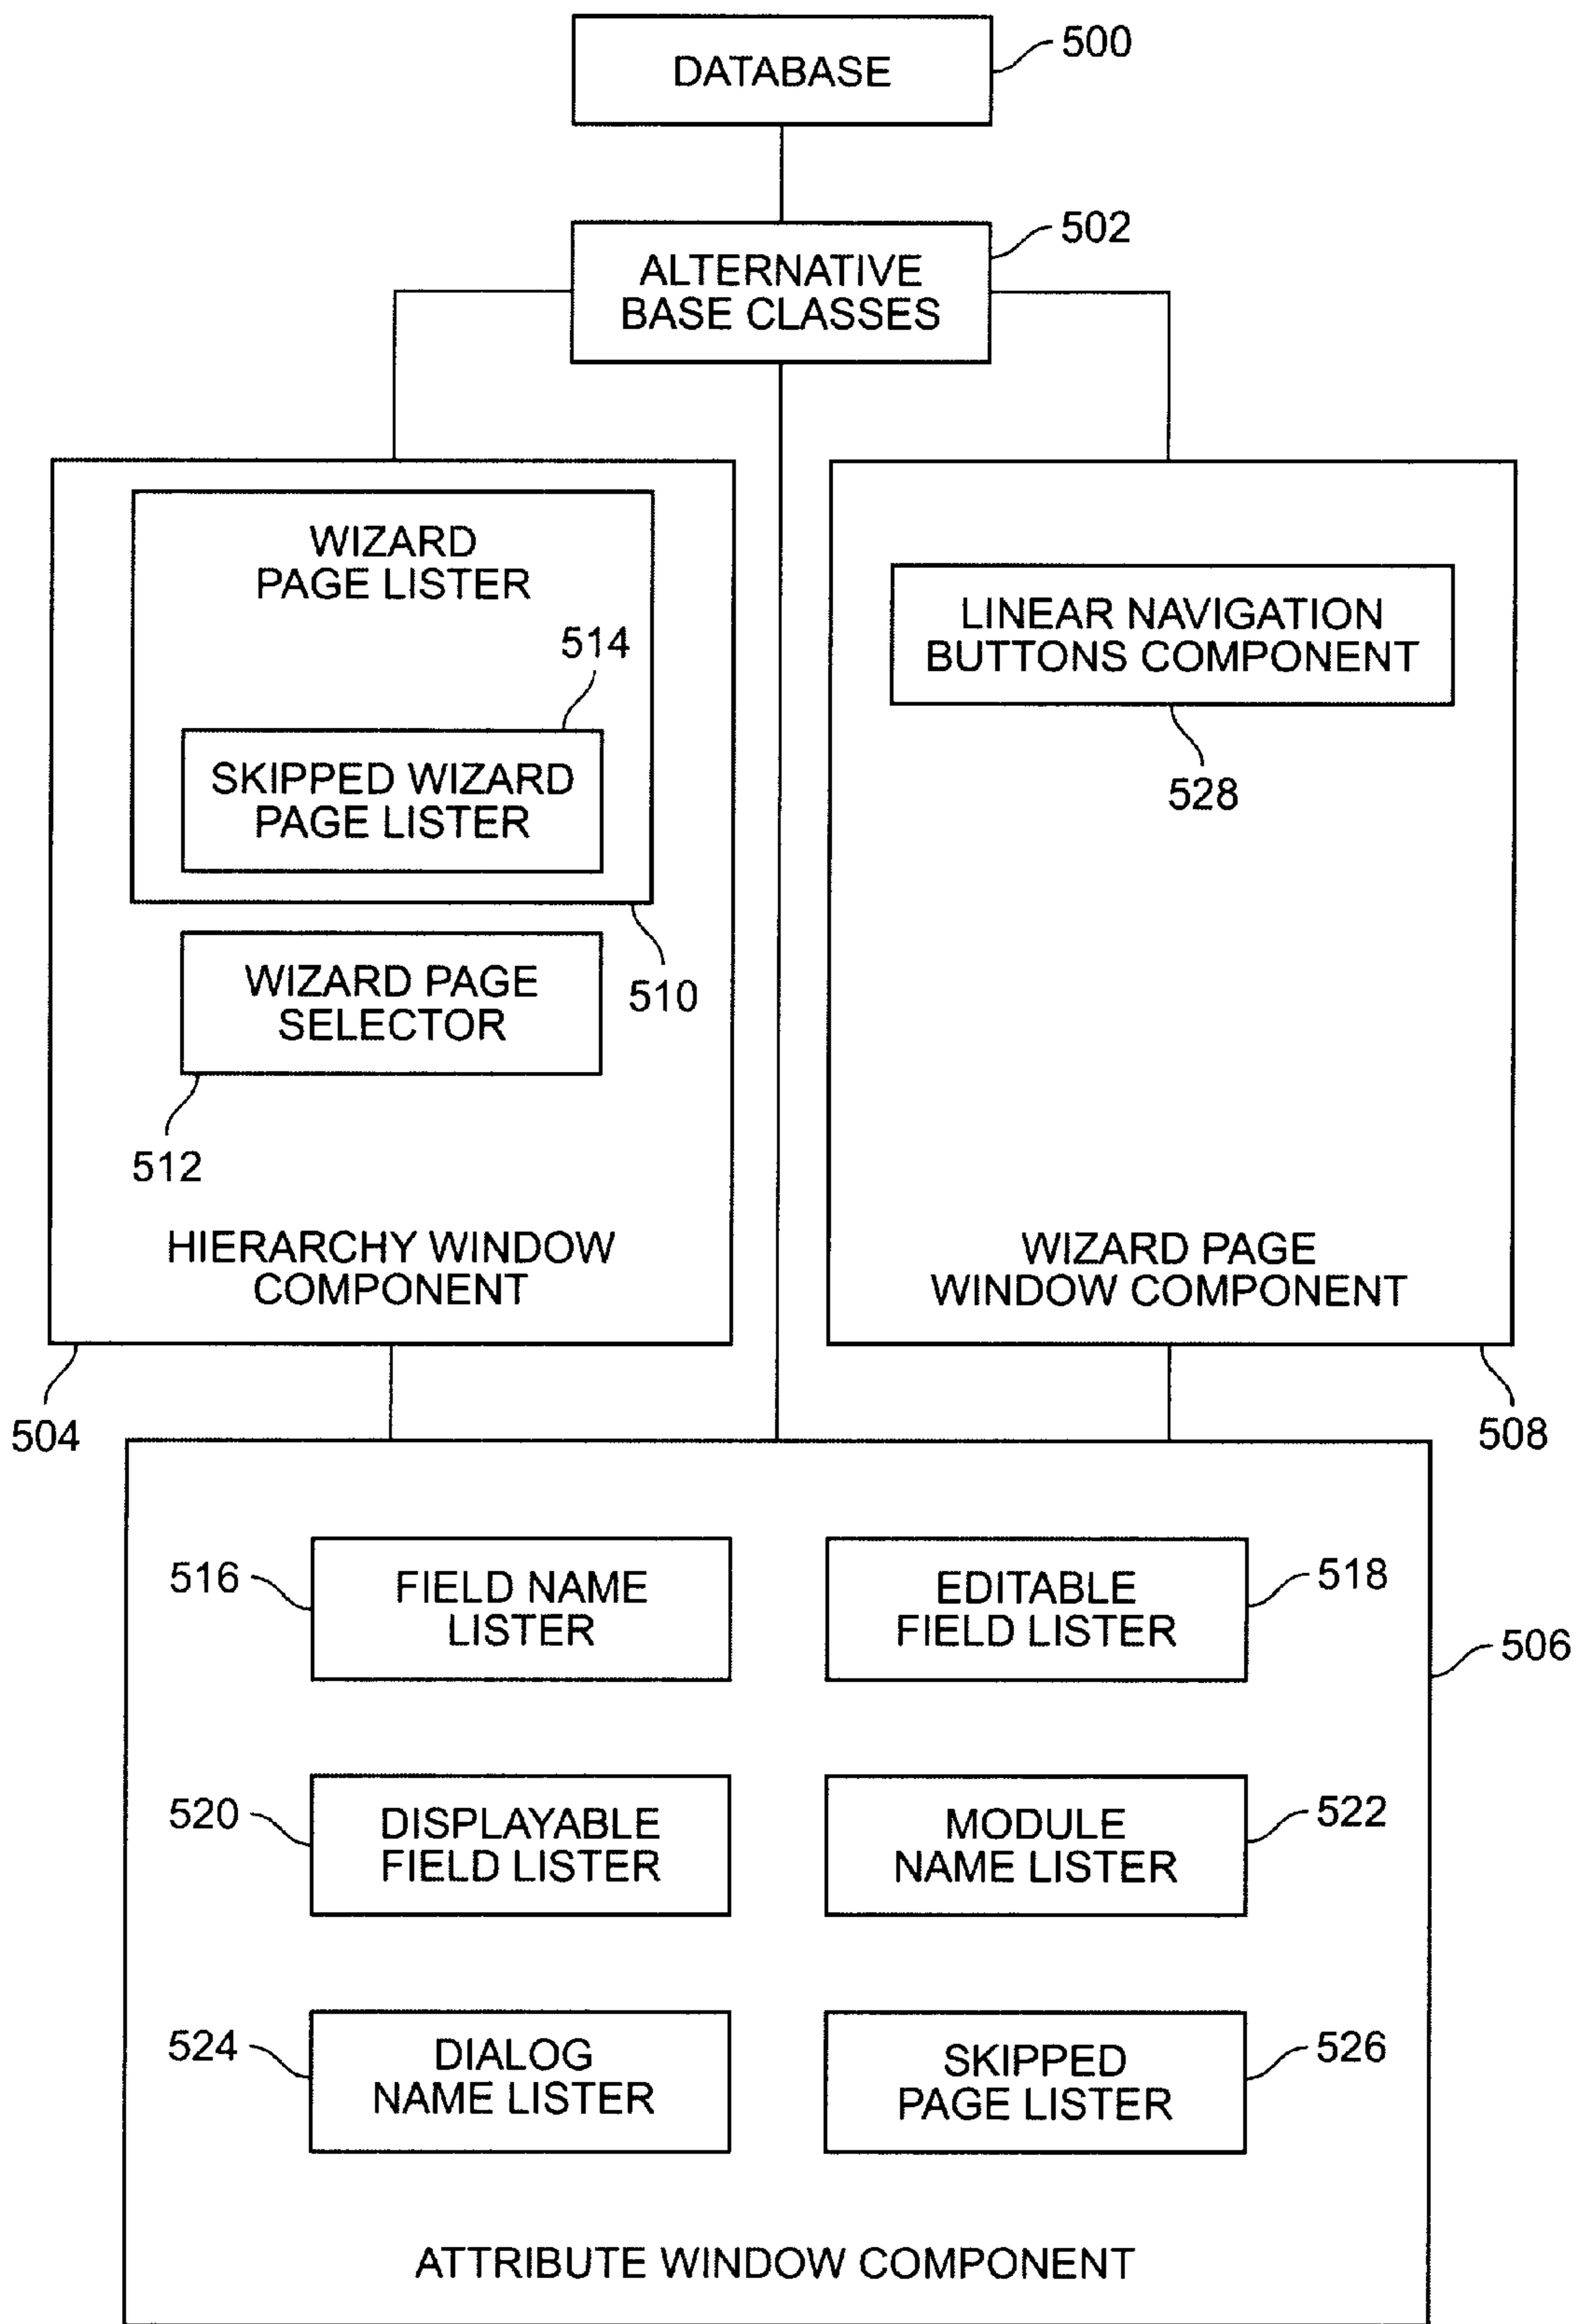 DATABASE
500
502
ALTERNATIVE
BASE CLASSES
WIZARD
PAGE LISTER
514
SKIPPED WIZARD
PAGE LISTER
510
WIZARD PAGE
SELECTOR
512
HIERARCHY WINDOW
COMPONENT
504
LINEAR NAVIGATION
BUTTONS COMPONENT
528
WIZARD PAGE
WINDOW COMPONENT
508
516
FIELD NAME
LISTER
EDITABLE
FIELD LISTER
518
506
520
DISPLAYABLE
FIELD LISTER
MODULE
NAME LISTER
522
524
DIALOG
NAME LISTER
SKIPPED
PAGE LISTER
526
ATTRIBUTE WINDOW COMPONENT